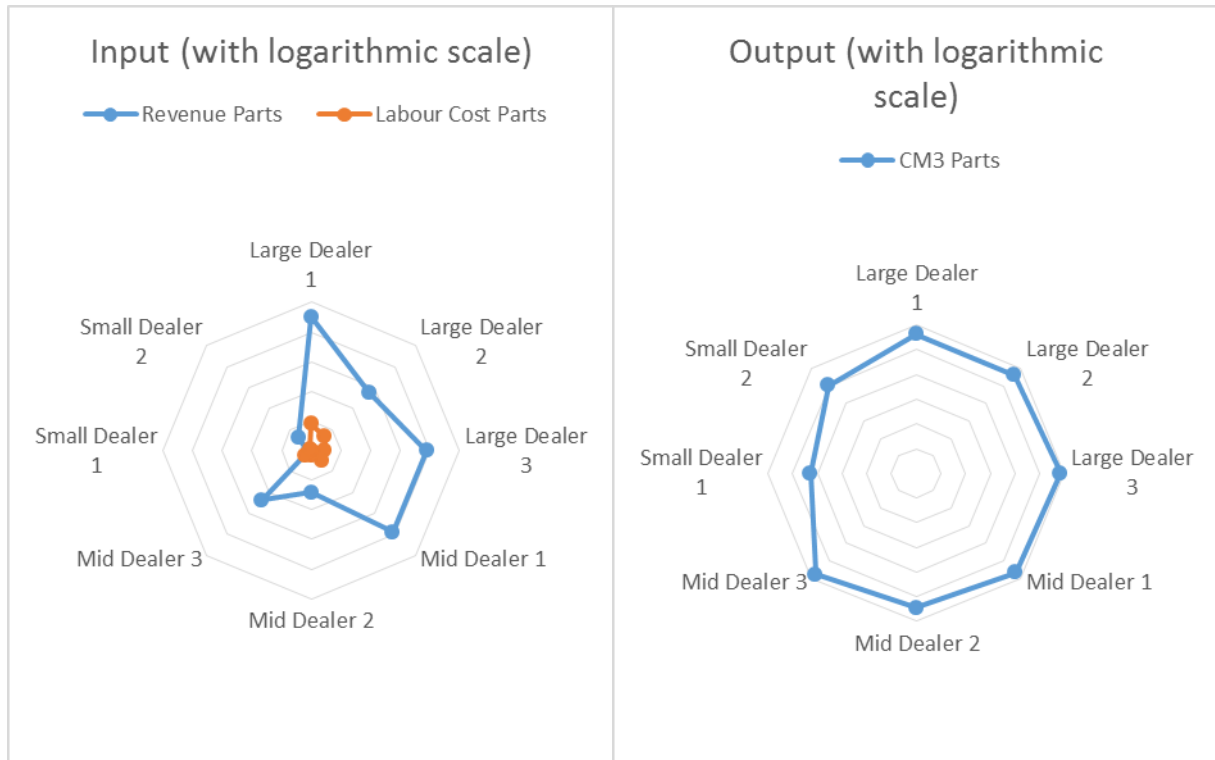 Input (with logarithmic scale)
Revenue Parts
Labour Cost Parts
Large Dealer
1
Small Dealer
2
Large Dealer
2
Small Dealer
1
Large Dealer
3
Mid Dealer 3
Mid Dealer 1
Mid Dealer 2
Output (with logarithmic
scale)
CM3 Parts
Large Dealer
1
Small Dealer
2
Large Dealer
2
Small Dealer
1
Large Dealer
3
Mid Dealer 3
Mid Dealer 1
Mid Dealer 2